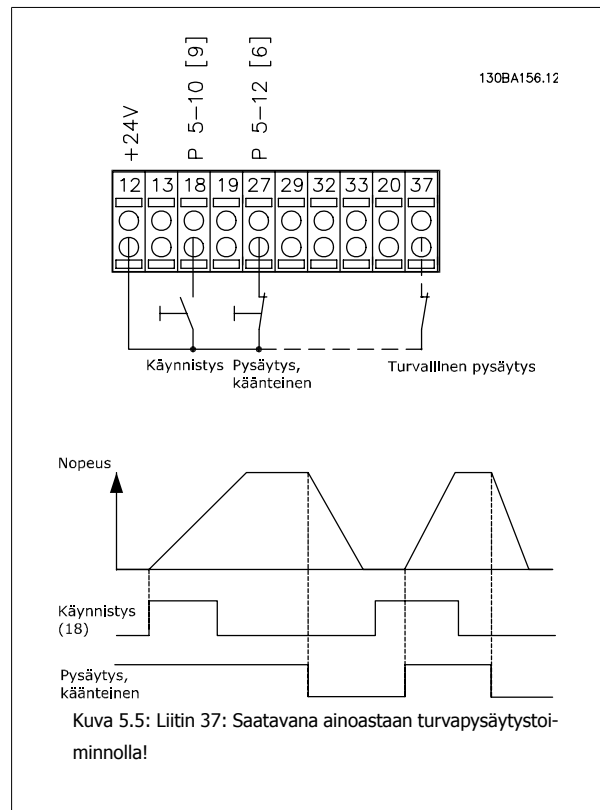 +24V
P 5-10 [9]
P 5-12 [6]
130BA156.12
12 13 18 19 27 29 32 33 20 37
Käynnistys
Pysäytys,
käänteinen
Turvallinen pysäytys
Nopeus
Käynnistys
(18)
Pysäytys,
käänteinen
Kuva 5.5: Liitin 37: Saatavana ainoastaan turvapysäytystoi-
minnolla!